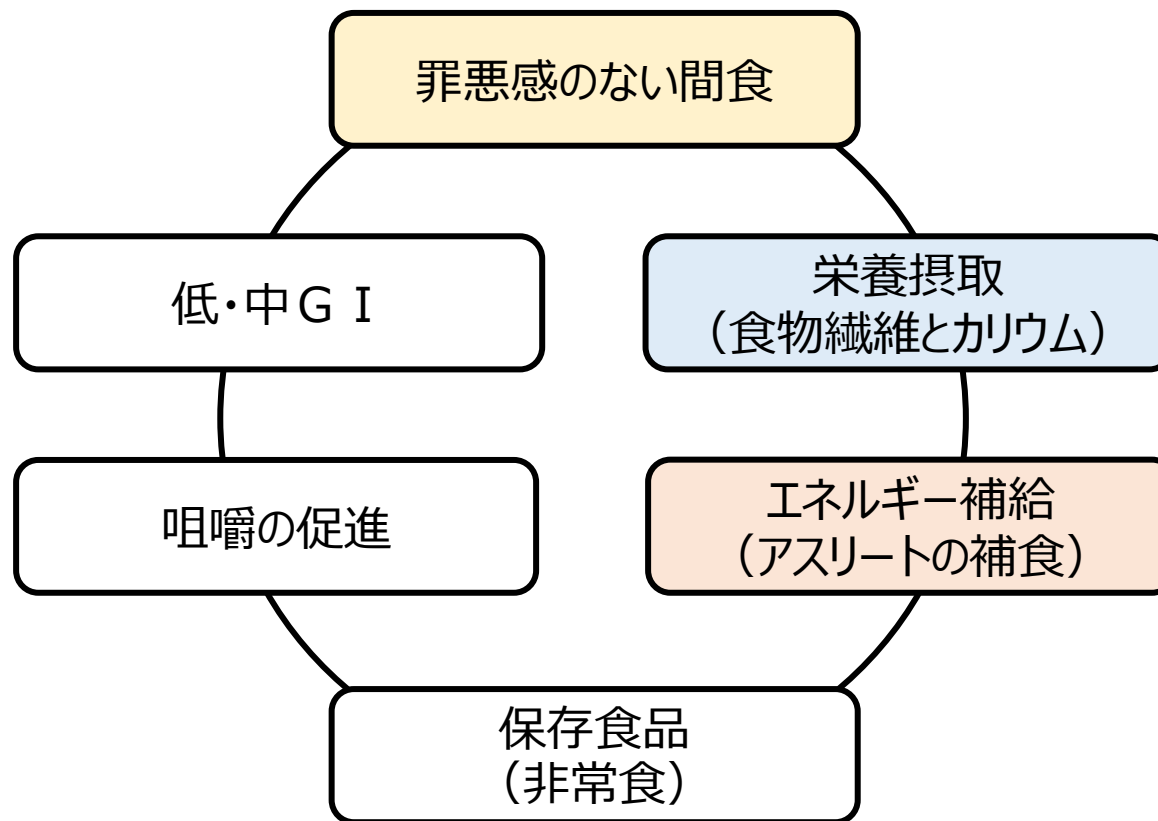 罪悪感のない間食
低・中ＧＩ
栄養摂取
（食物繊維とカリウム）
咀嚼の促進
エネルギー補給
（アスリートの補食）
保存食品
（非常食）